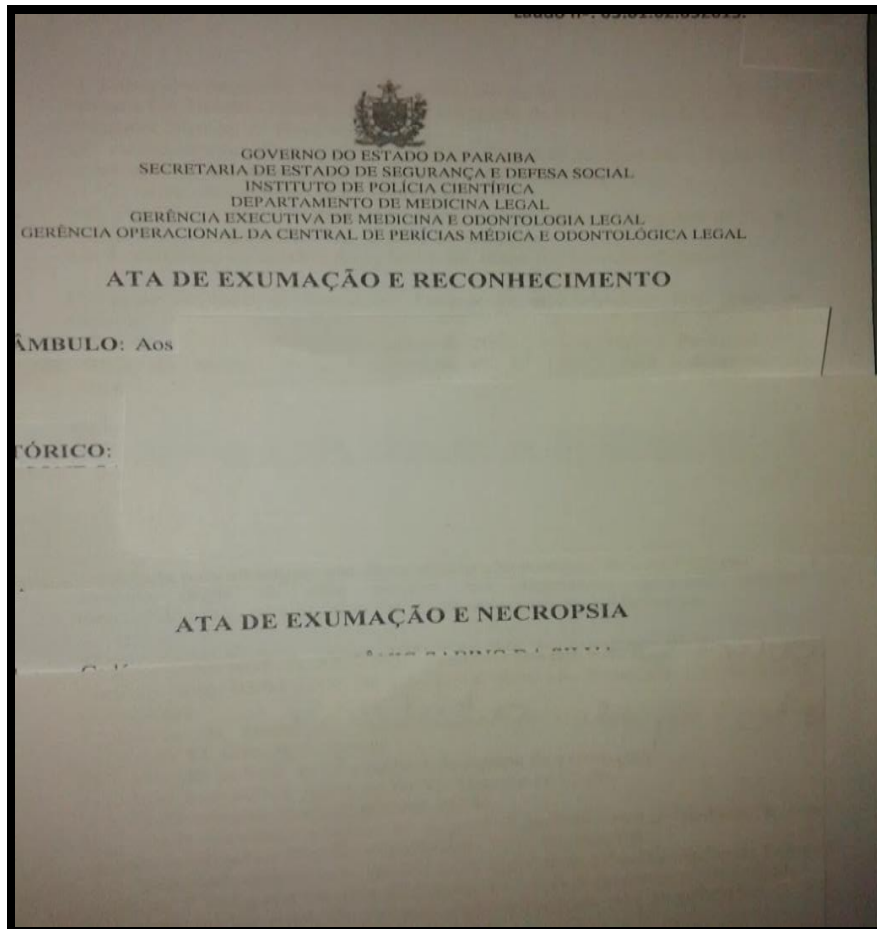 GOVERNO DO ESTADO DA PARAIBA
SECRETARIA DE ESTADO DE SEGURANÇA E DEFESA SOCIAL
INSTITUTO DE POLÍCIA CIENTÍFICA
DEPARTAMENTO DE MEDICINA LEGAL
GERÊNCIA EXECUTIVA DE MEDICINA E ODONTOLOGIA LEGAL
GERÊNCIA OPERACIONAL DA CENTRAL DE PERÍCIAS MÉDICA E ODONTOLÓGICA LEGAL
ATA DE EXUMAÇÃO E RECONHECIMENTO
ÂMBULO: Aos
TÓRICO:
ATA DE EXUMAÇÃO E NECROPSIA